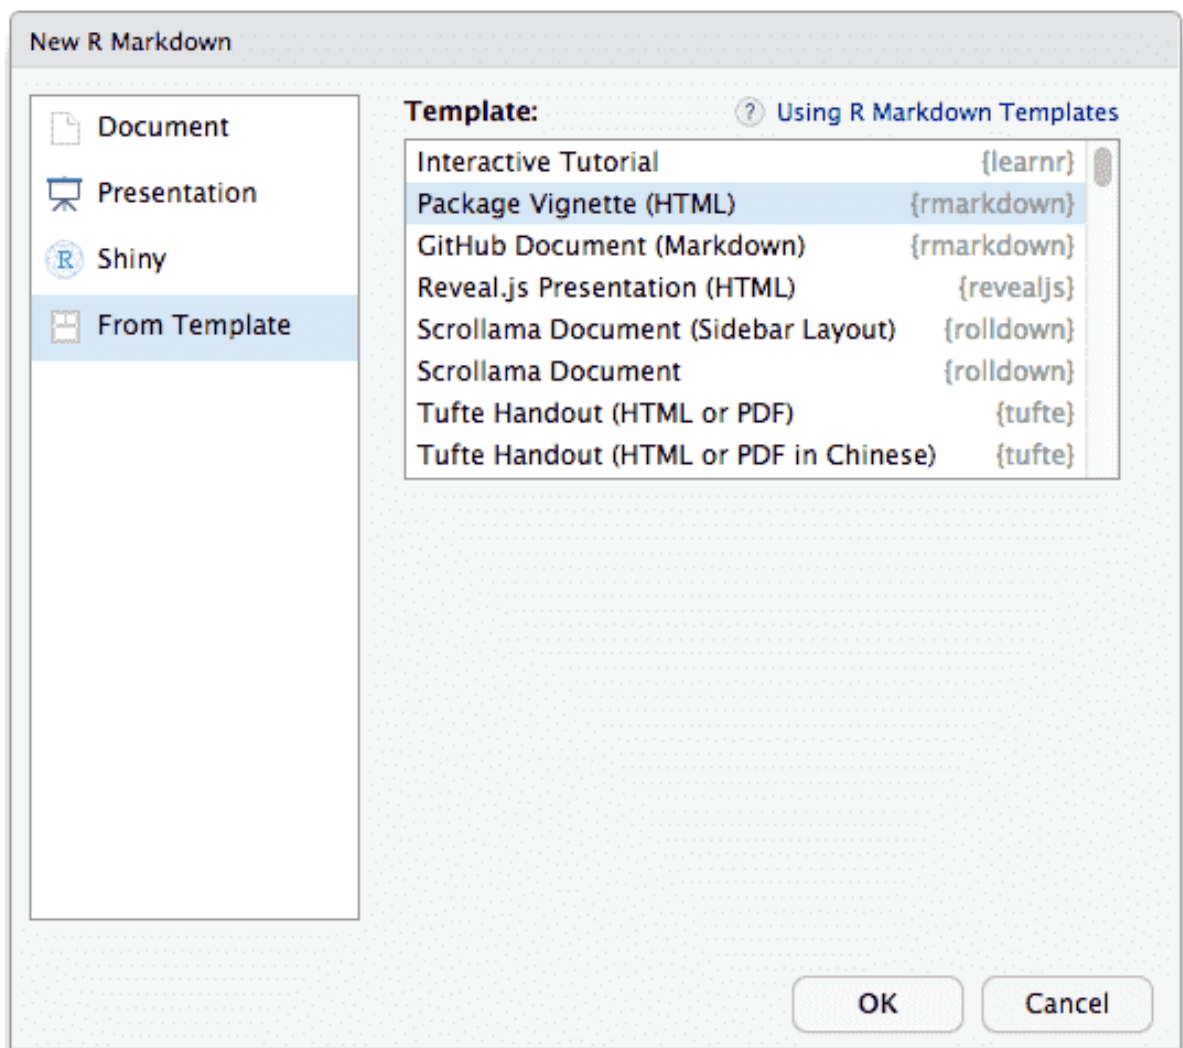 New R Markdown
Document
Presentation
R Shiny
From Template
Template:
? Using R Markdown Templates
Interactive Tutorial {learnr}
Package Vignette (HTML) {rmarkdown}
GitHub Document (Markdown) {rmarkdown}
Reveal.js Presentation (HTML) {revealjs}
Scrollama Document (Sidebar Layout) {rolldown}
Scrollama Document {rolldown}
Tufte Handout (HTML or PDF) {tufte}
Tufte Handout (HTML or PDF in Chinese) {tufte}
OK Cancel